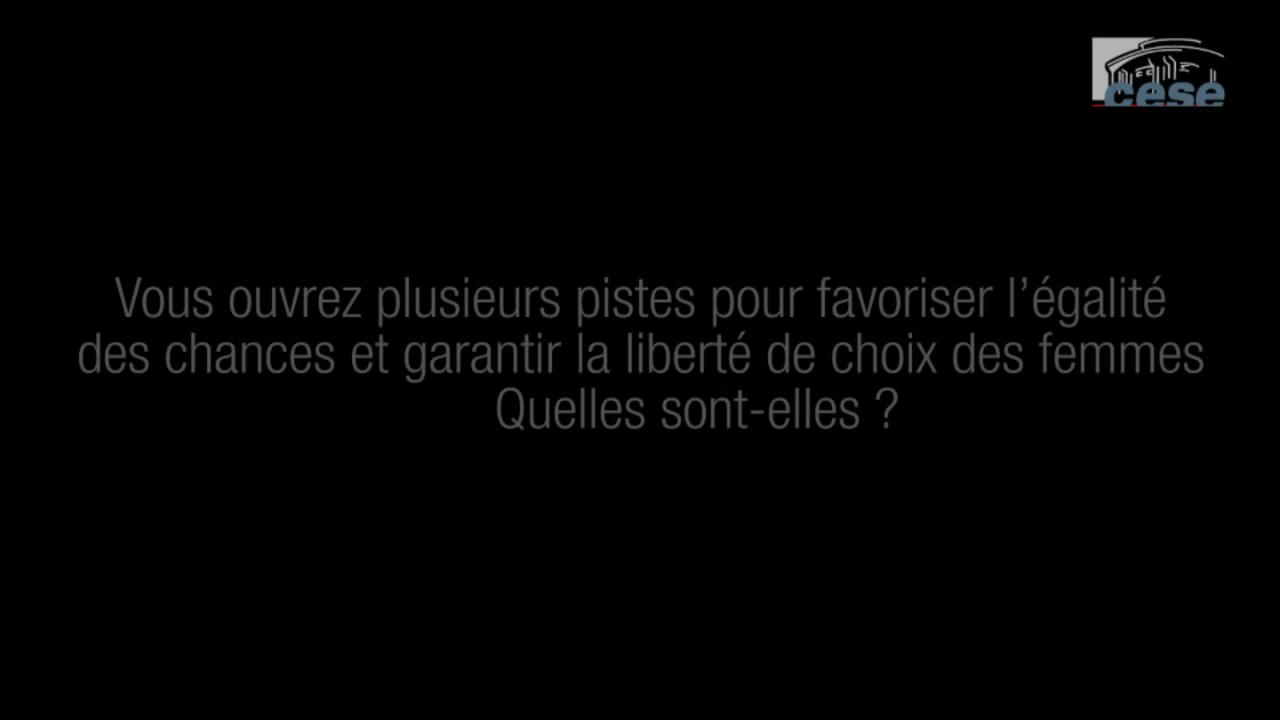 cese
Vous ouvrez plusieurs pistes pour favoriser l’égalité
des chances et garantir la liberté de choix des femmes
Quelles sont-elles ?